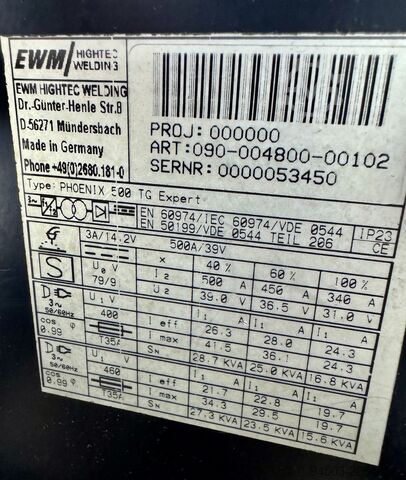 EWM HIGHTEC WELDING
EWM HIGHTEC WELDING
Dr.-Günter-Henle Str.8
D-56271 Mündersbach
Made in Germany
Phone +49(0)2680.181-0
PROJ: 000000
ART: 090-004800-00102
SERNR: 0000053450
Type: PHOENIX 500 TG Expert
EN 60974/IEC 60974/VDE 0544
EN 50199/VDE 0544 TEIL 206
IP23
CE
3A/14.2V 500A/39V
X 40% 60% 100%
S U0 V 79/9 I2 500 A 450 A 340 A
U2 39.0 V 36.5 V 31.0 V
3~ 50/60Hz U1 V 400 I1 A I1 A I1 A
I eff 26.3 28.0 24.3
cos φ 0.99 T35A I max 41.5 36.1 24.3
SN 28.7 KVA 25.0 KVA 16.8 KVA
3~ 50/60Hz U1 V 460 I1 A I1 A I1 A
I eff 21.7 22.8 19.7
cos φ 0.99 T35A I max 34.3 29.5 19.7
SN 27.3 KVA 23.5 KVA 15.6 KVA